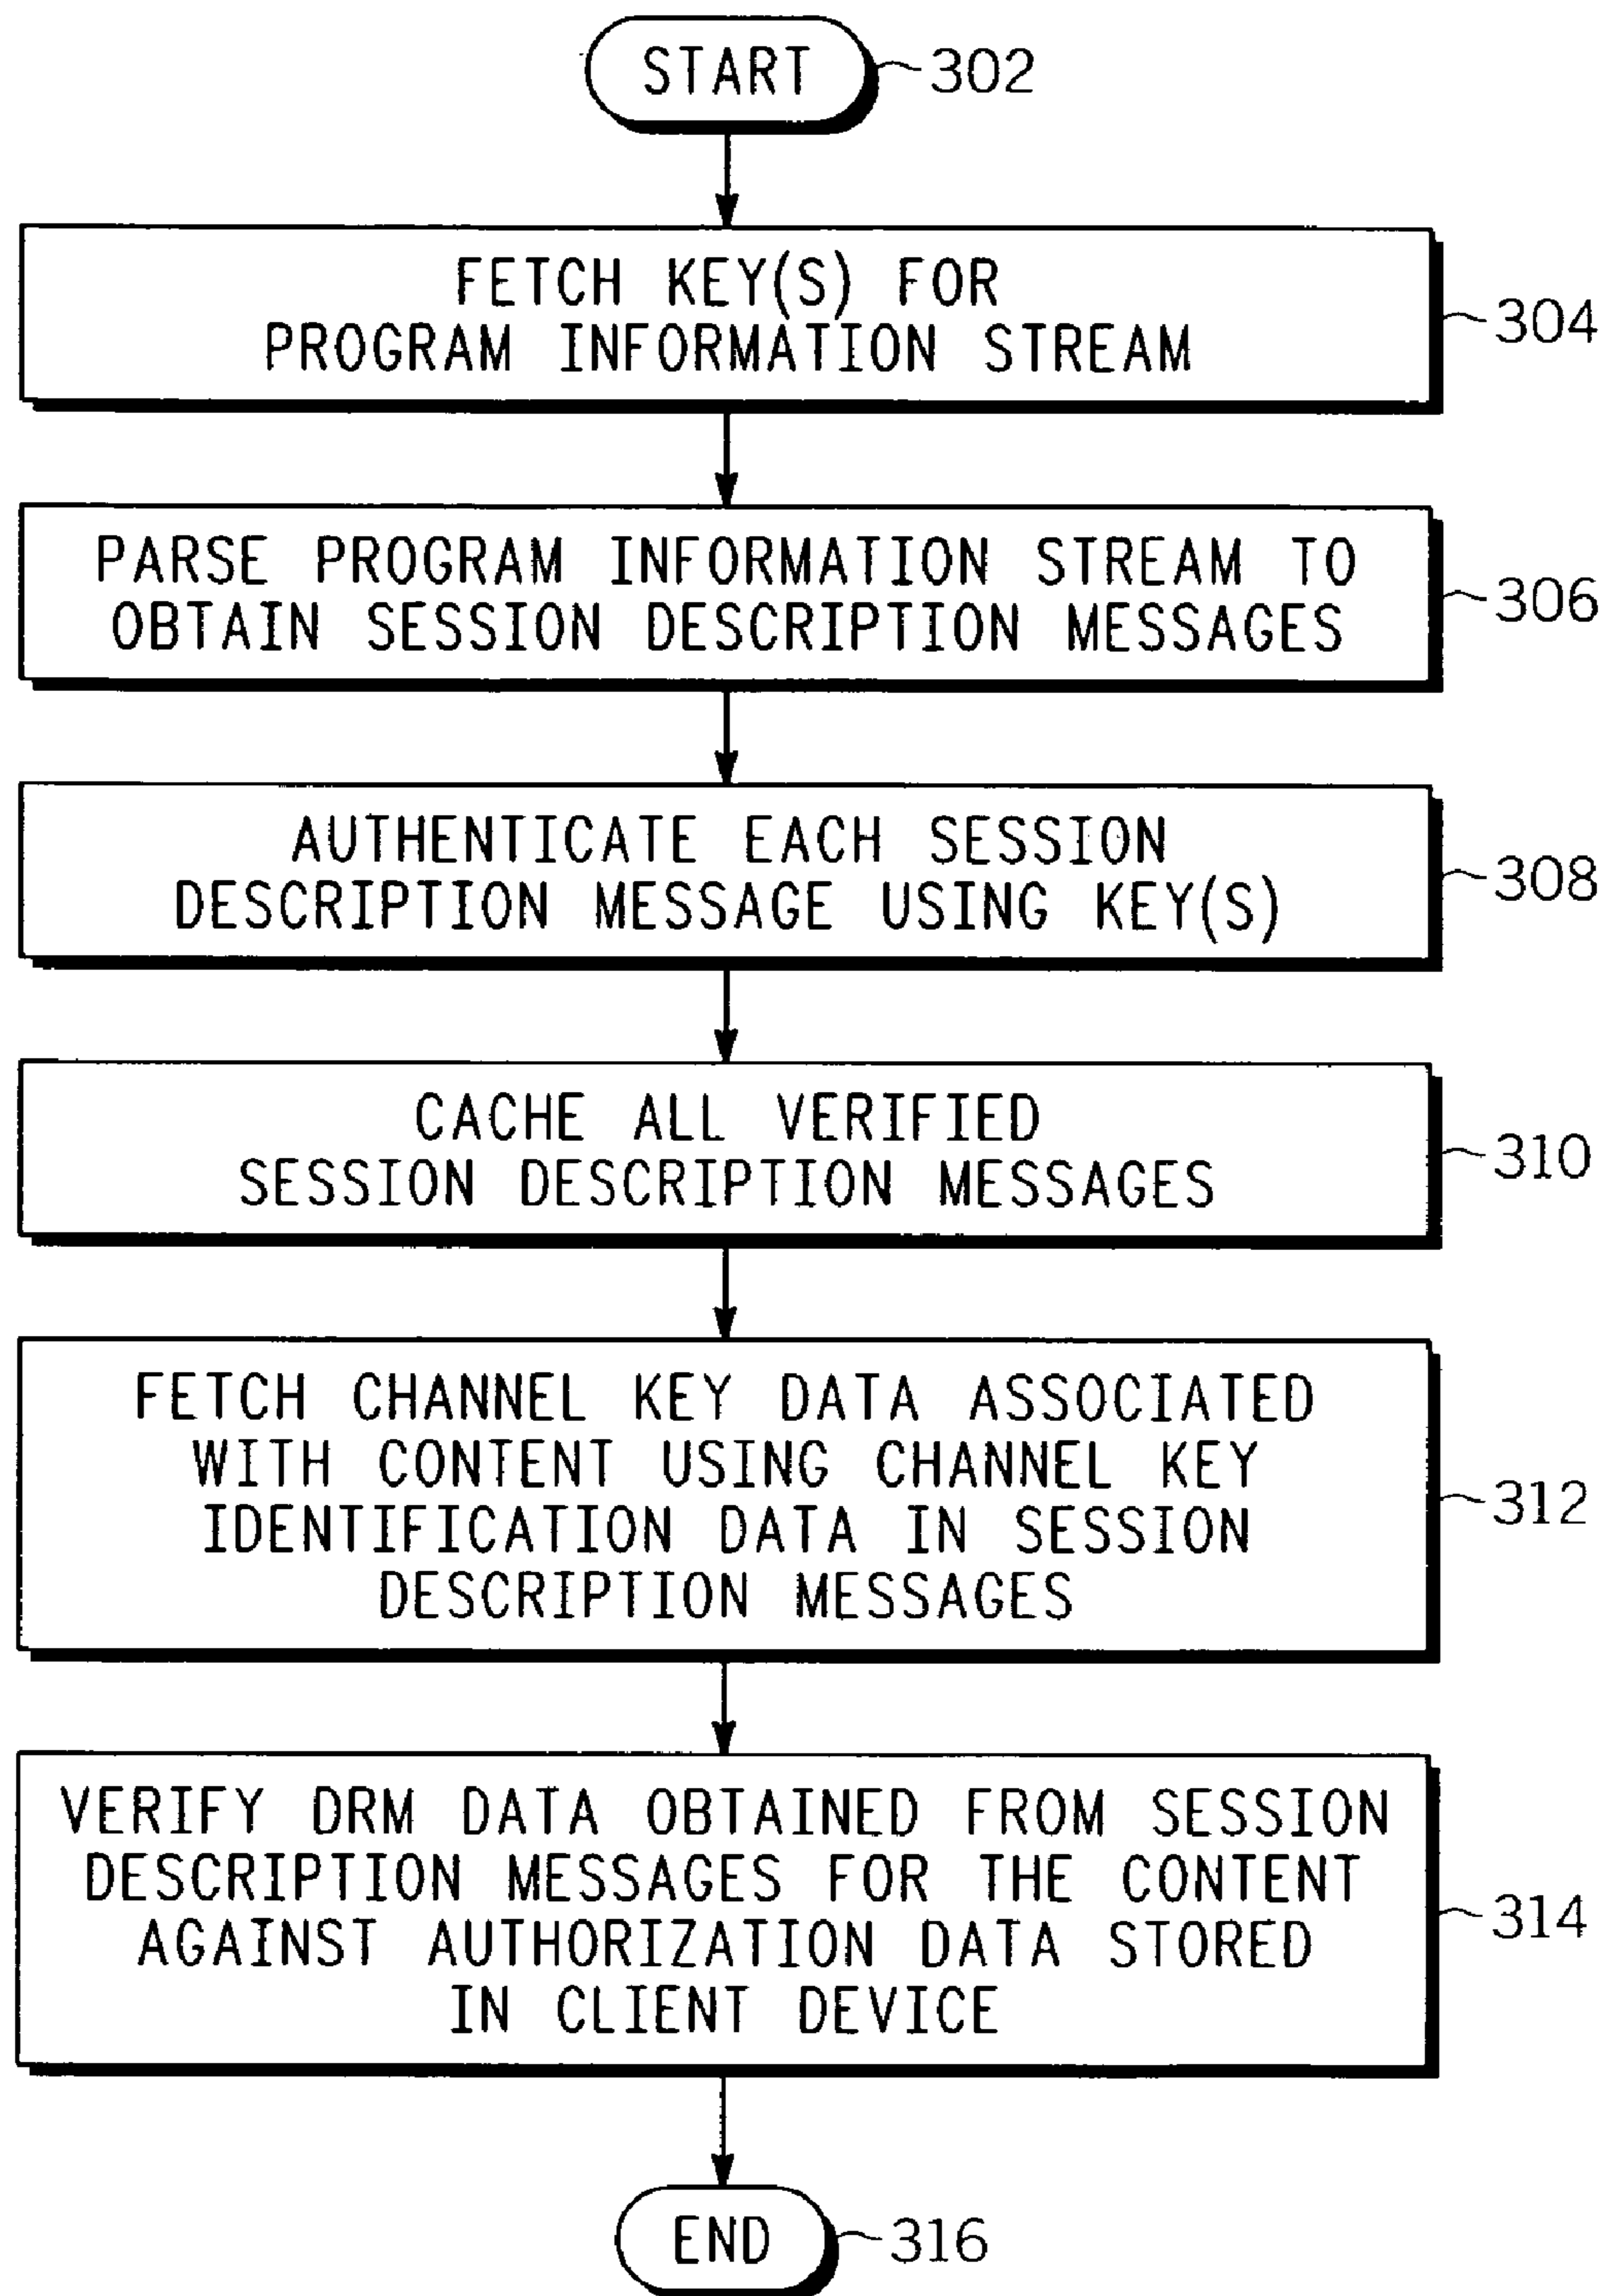 START
302
FETCH KEY(S) FOR
PROGRAM INFORMATION STREAM
304
PARSE PROGRAM INFORMATION STREAM TO
OBTAIN SESSION DESCRIPTION MESSAGES
306
AUTHENTICATE EACH SESSION
DESCRIPTION MESSAGE USING KEY(S)
308
CACHE ALL VERIFIED
SESSION DESCRIPTION MESSAGES
310
FETCH CHANNEL KEY DATA ASSOCIATED
WITH CONTENT USING CHANNEL KEY
IDENTIFICATION DATA IN SESSION
DESCRIPTION MESSAGES
312
VERIFY DRM DATA OBTAINED FROM SESSION
DESCRIPTION MESSAGES FOR THE CONTENT
AGAINST AUTHORIZATION DATA STORED
IN CLIENT DEVICE
314
END
316